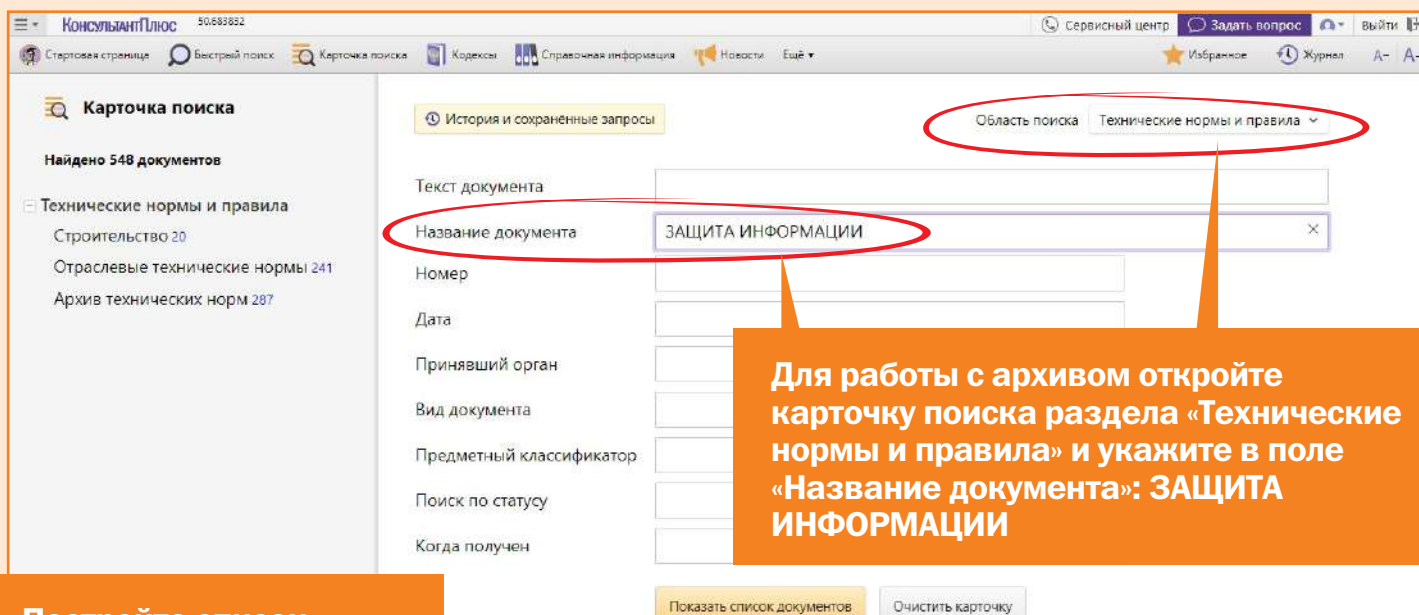 КонсультантПлюс 50.683832 Сервисный центр Задать вопрос Выйти
Стартовая страница Быстрый поиск Карточка поиска Кодексы Справочная информация Новости Ещё Избранное Журнал A- A-
Карточка поиска
История и сохранённые запросы
Область поиска Технические нормы и правила
Найдено 548 документов
Технические нормы и правила
Строительство 20
Отраслевые технические нормы 241
Архив технических норм 287
Текст документа
Название документа ЗАЩИТА ИНФОРМАЦИИ ×
Номер
Дата
Принявший орган
Вид документа
Предметный классификатор
Поиск по статусу
Когда получен
Показать список документов Очистить карточку
Для работы с архивом откройте
карточку поиска раздела «Технические
нормы и правила» и укажите в поле
«Название документа»: ЗАЩИТА
ИНФОРМАЦИИ